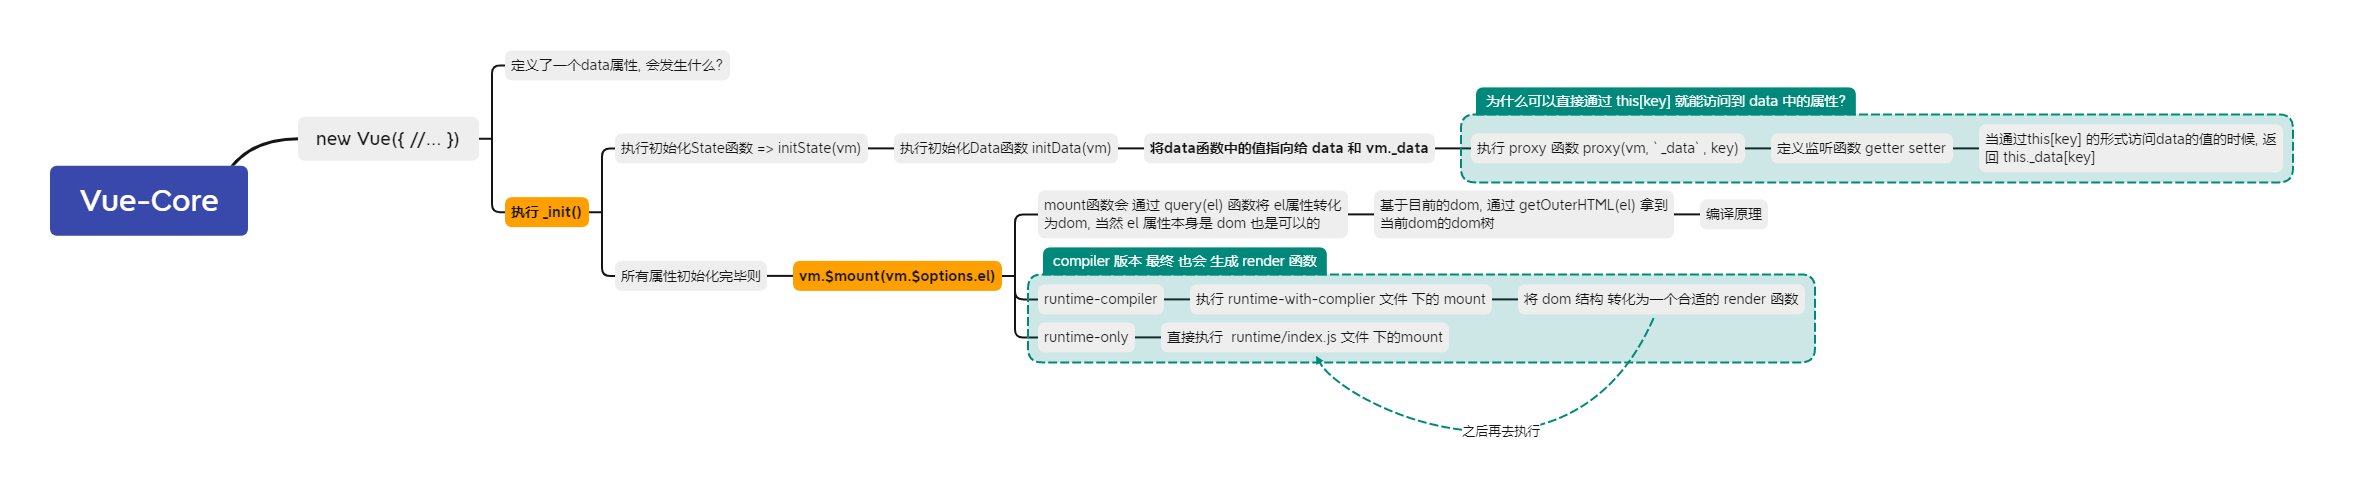 Vue-Core
new Vue({ //... })
定义了一个data属性, 会发生什么?
执行 _init()
执行初始化State函数 => initState(vm)
执行初始化Data函数 initData(vm)
将data函数中的值指向给 data 和 vm._data
为什么可以直接通过 this[key] 就能访问到 data 中的属性?
执行 proxy 函数 proxy(vm, `_data`, key)
定义监听函数 getter setter
当通过this[key] 的形式访问data的值的时候, 返
回 this._data[key]
所有属性初始化完毕则
vm.$mount(vm.$options.el)
mount函数会 通过 query(el) 函数将 el属性转化
为dom, 当然 el 属性本身是 dom 也是可以的
基于目前的dom, 通过 getOuterHTML(el) 拿到
当前dom的dom树
编译原理
compiler 版本 最终 也会 生成 render 函数
runtime-compiler
执行 runtime-with-complier 文件 下的 mount
将 dom 结构 转化为一个合适的 render 函数
runtime-only
直接执行  runtime/index.js 文件 下的mount
之后再去执行